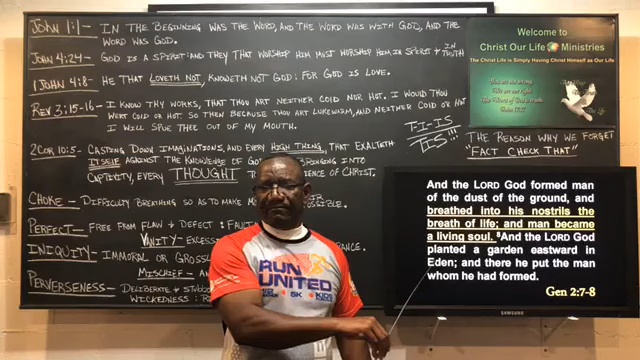 JOHN 1:1- IN THE BEGINNING WAS THE WORD, AND THE WORD WAS WITH GOD, AND THE
WORD WAS GOD.
JOHN 4:24- GOD IS A SPIRIT: AND THEY THAT WORSHIP HIM MUST WORSHIP HIM IN SPIRIT & IN TRUTH
1 JOHN 4:8- HE THAT LOVETH NOT, KNOWETH NOT GOD: FOR GOD IS LOVE.
REV 3:15-16- I KNOW THY WORKS, THAT THOU ART NEITHER COLD NOR HOT. I WOULD THOU
WERT COLD OR HOT. SO THEN BECAUSE THOU ART LUKEWARM, AND NEITHER COLD OR HOT
I WILL SPUE THEE OUT OF MY MOUTH.
2COR 10:5- CASTING DOWN IMAGINATIONS, AND EVERY HIGH THING, THAT EXALTETH
ITSELF AGAINST THE KNOWLEDGE OF INTO
CAPTIVITY, EVERY THOUGHT OF CHRIST.
CHOKE- DIFFICULTY BREATHING SO AS TO MAKE
PERFECT- FREE FROM FLAW & DEFECT:
VANITY-
INIQUITY- IMMORAL OR
MISCHIEF-
PERVERSENESS- DELIBERATE &
WICKEDNESS:
T-I-IS
TIS!!!
Welcome to
Christ Our Life Ministries
The Christ Life is Simply Having Christ Himself as Our Life
THE REASON WHY WE FORGET
"FACT CHECK THAT"
RUN
UNITED
5K
KIDS
And the LORD God formed man
of the dust of the ground, and
breathed into his nostrils the
breath of life; and man became
a living soul. 8And the LORD God
planted a garden eastward in
Eden; and there he put the man
whom he had formed.
Gen 2:7-8
SAMSUNG